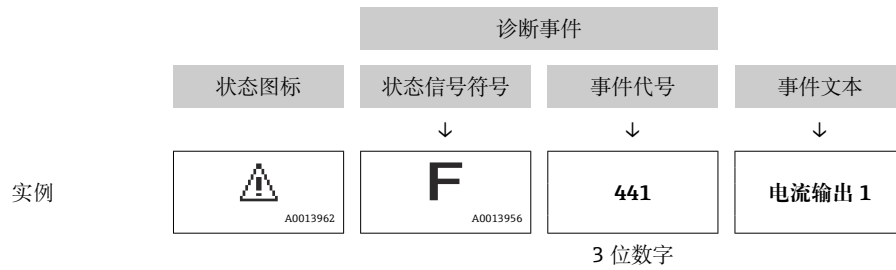 诊断事件
状态图标 状态信号符号 事件代号 事件文本
↓ ↓ ↓
实例 F 441 电流输出 1
A0013962 A0013956
3 位数字